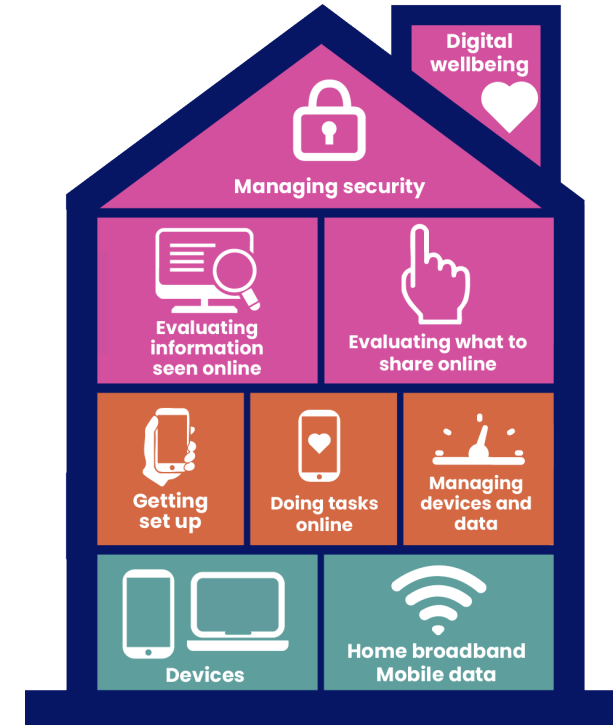 Digital
wellbeing
Managing security
Evaluating
information
seen online
Evaluating what to
share online
Getting
set up
Doing tasks
online
Managing
devices and
data
Devices
Home broadband
Mobile data